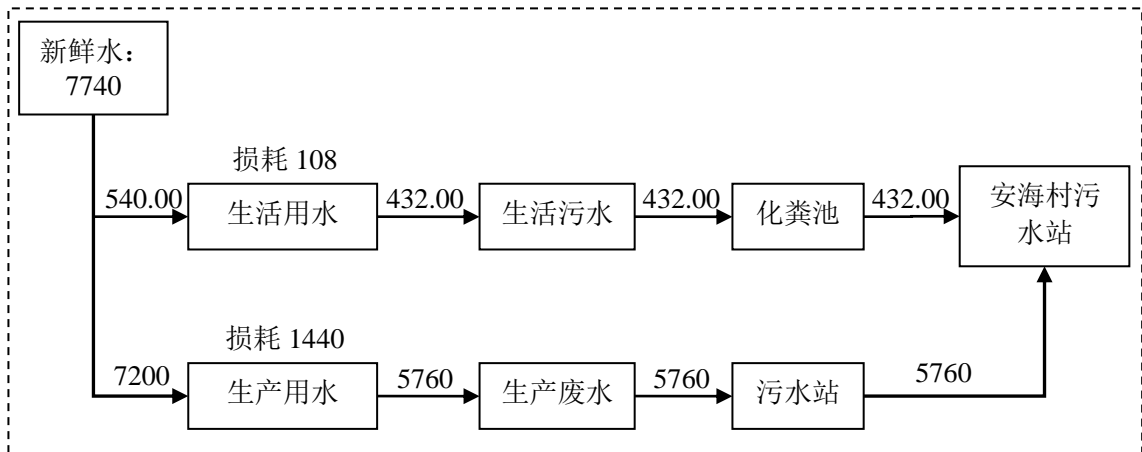 新鲜水：
7740
损耗 108
540.00
生活用水
432.00
生活污水
432.00
化粪池
432.00
安海村污
水站
损耗 1440
7200
生产用水
5760
生产废水
5760
污水站
5760